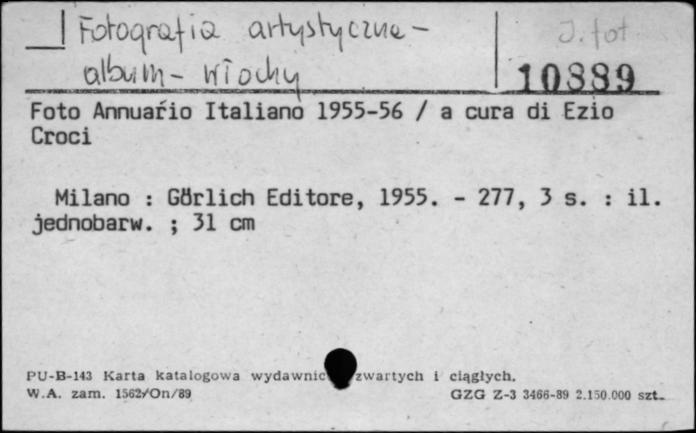 Fotografia artystyczna -
album - Włochy
J. fot
10889
Foto Annuario Italiano 1955-56 / a cura di Ezio
Croci
Milano : Görlich Editore, 1955. - 277, 3 s. : il.
jednobarw. ; 31 cm
PU-B-143 Karta katalogowa wydawnic zwartych i ciągłych.
W.A. zam. 1562/On/89
GZG Z-3 3466-89 2.150.000 szt.